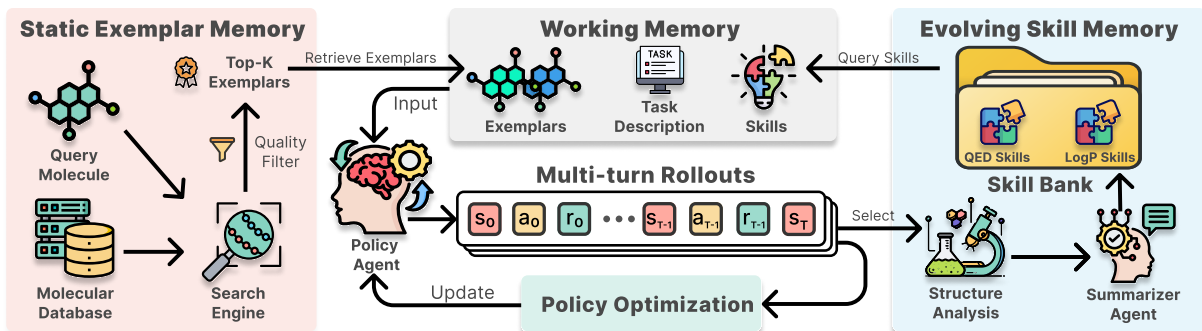 Static Exemplar Memory
Query
Molecule
Molecular
Database
Search
Engine
Quality
Filter
Top-K
Exemplars
Retrieve Exemplars
Working Memory
Exemplars
TASK
Task
Description
Skills
Input
Policy
Agent
Multi-turn Rollouts
s0 a0 r0 ••• sT-1 aT-1 rT-1 sT
Update
Policy Optimization
Select
Query Skills
Evolving Skill Memory
QED Skills
LogP Skills
Skill Bank
Structure
Analysis
Summarizer
Agent